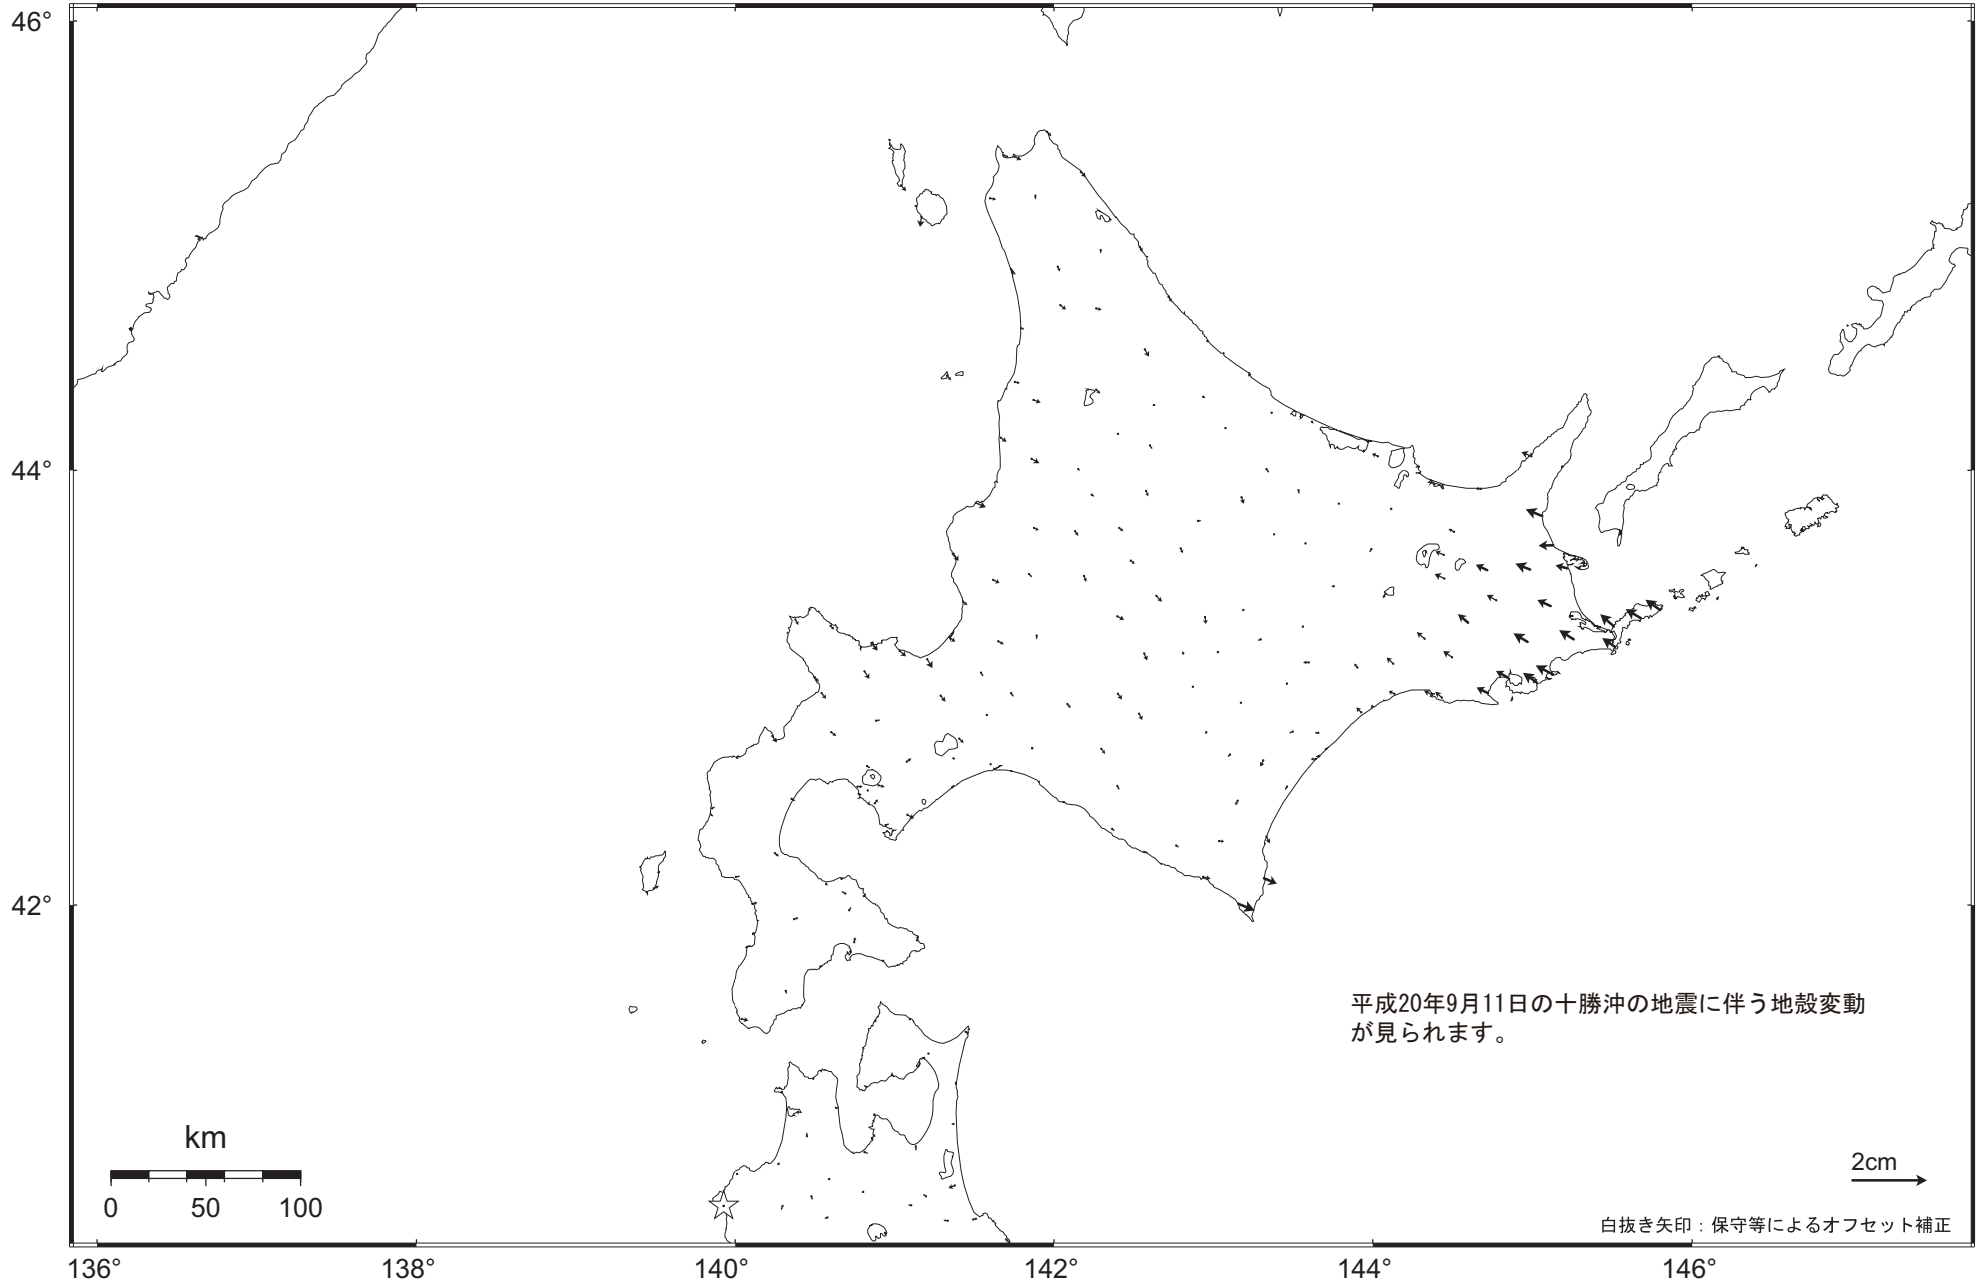 46°
44°
42°
平成20年9月11日の十勝沖の地震に伴う地殻変動
が見られます。
km
0 50 100
2cm
白抜き矢印：保守等によるオフセット補正
136° 138° 140° 142° 144° 146°